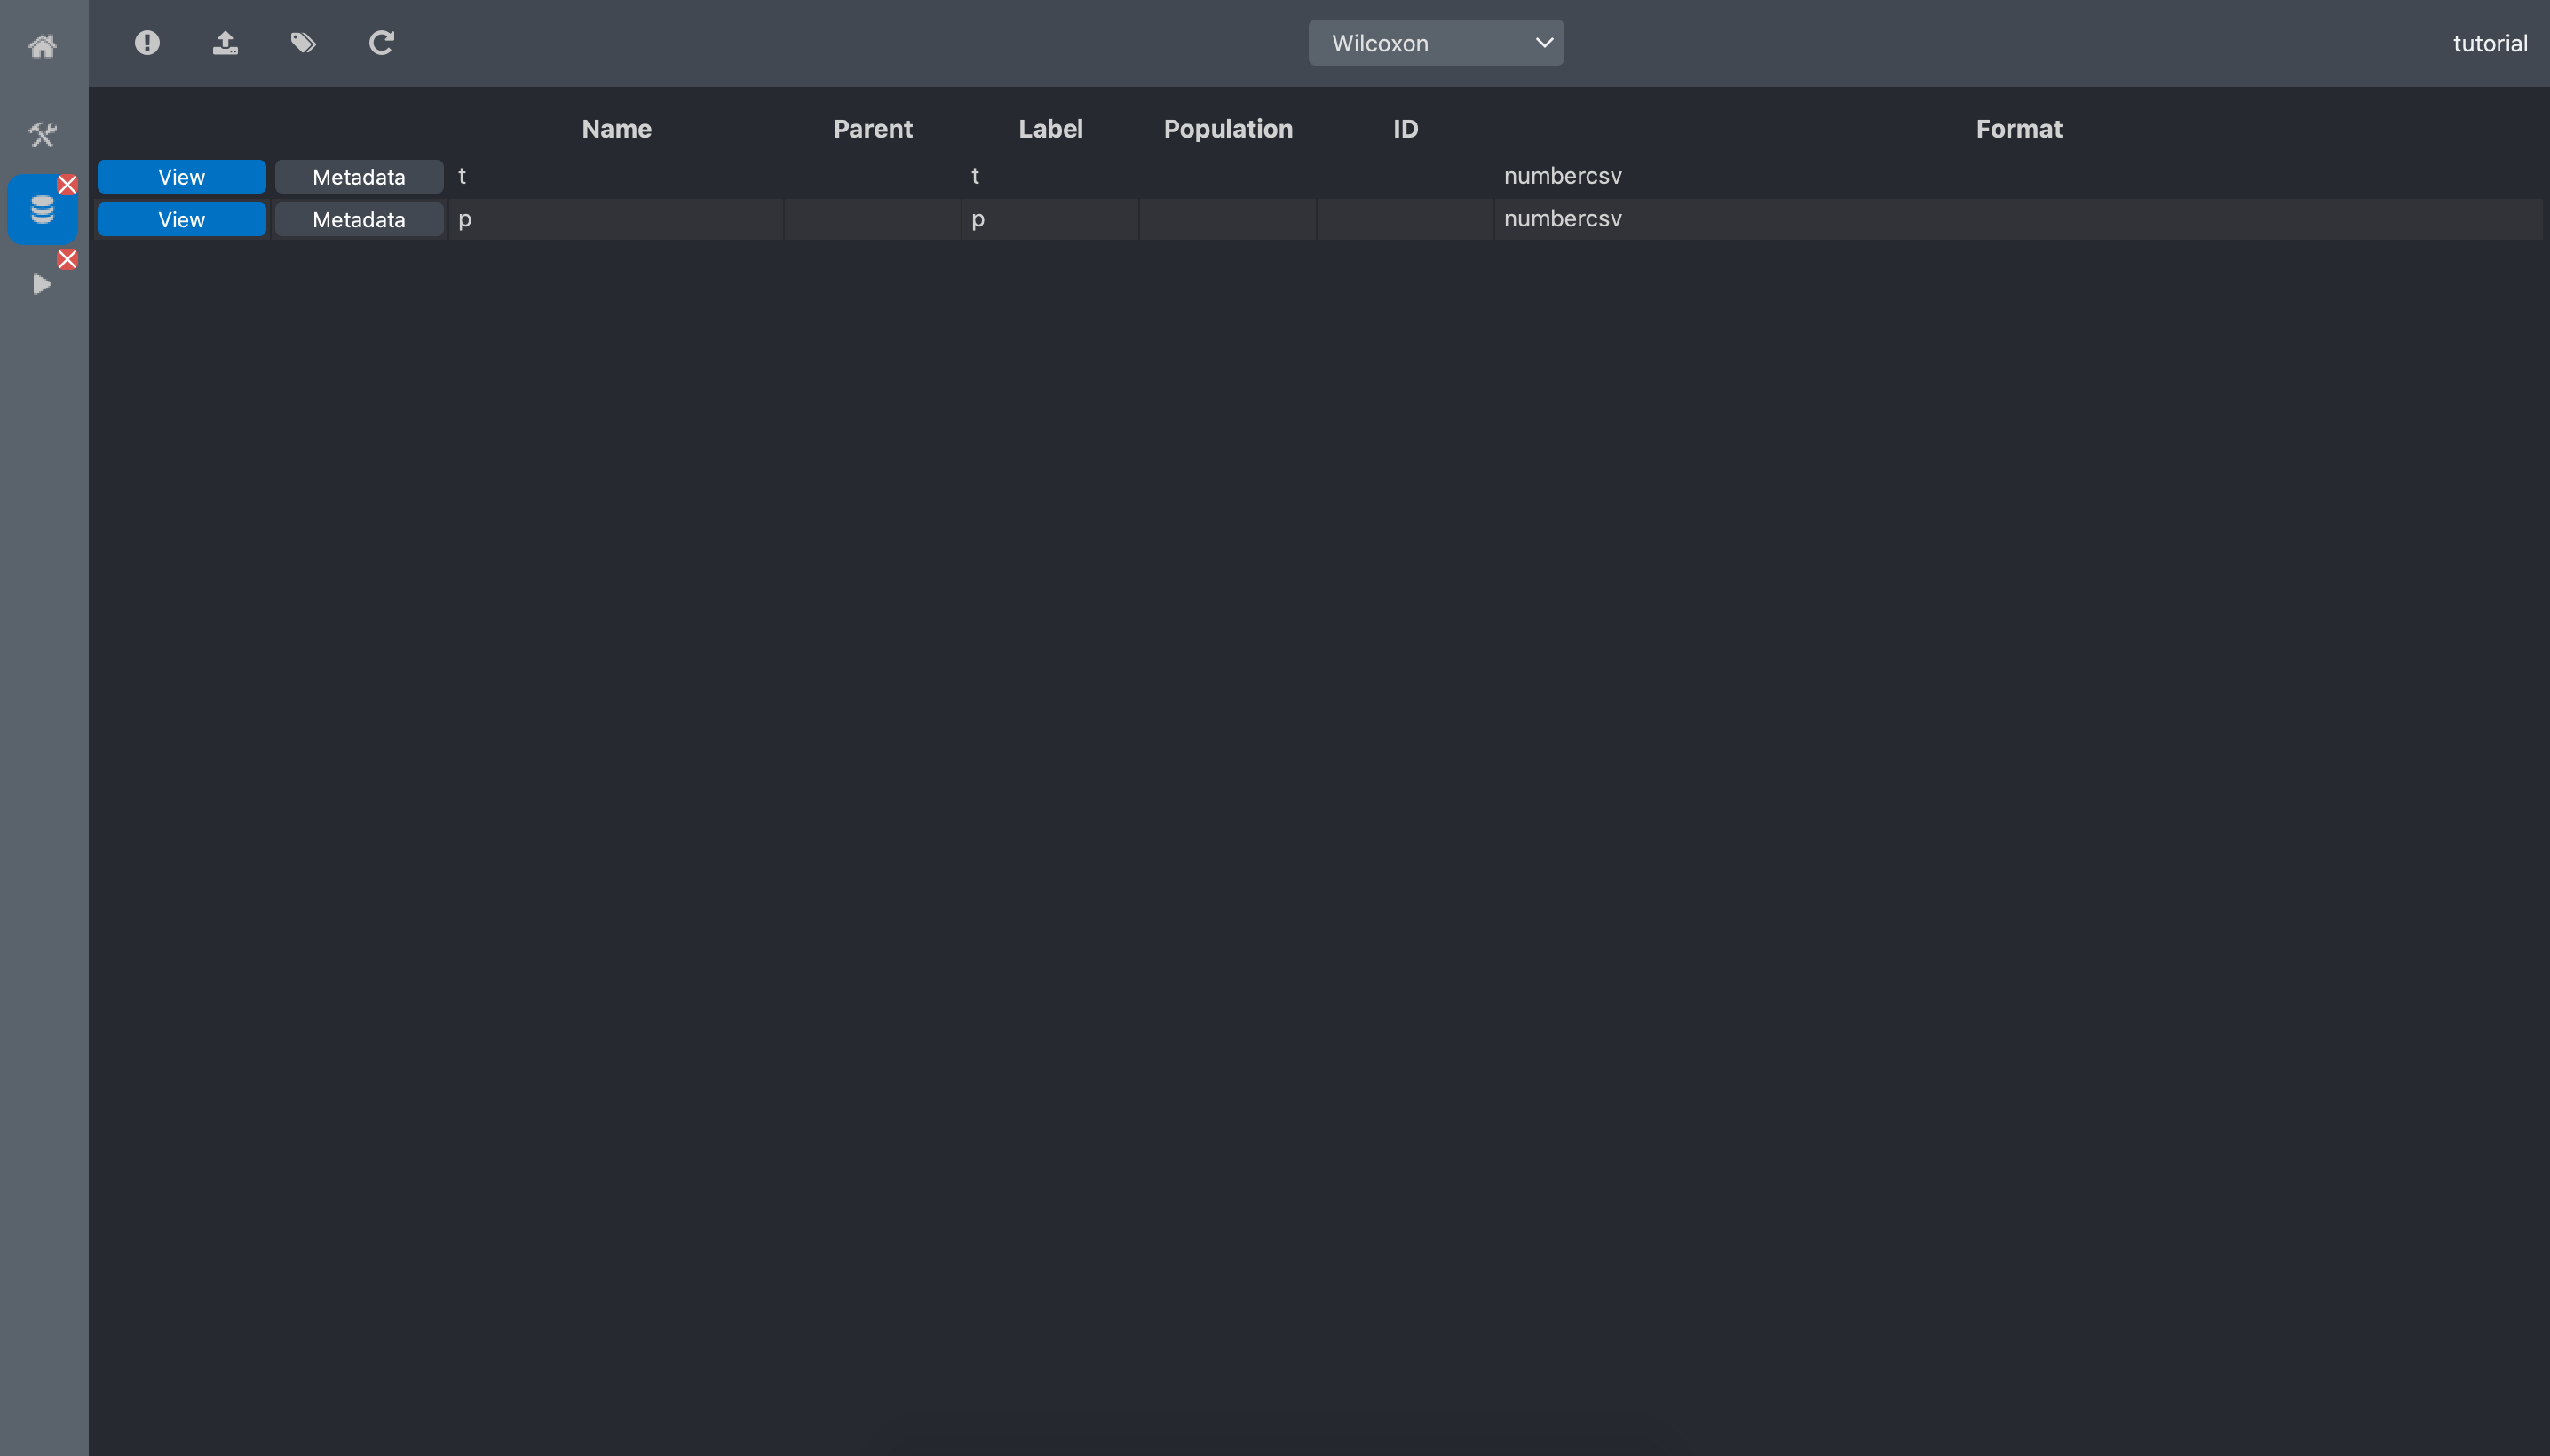 Wilcoxon
tutorial
Name Parent Label Population ID Format
View Metadata t t numbercsv
View Metadata p p numbercsv